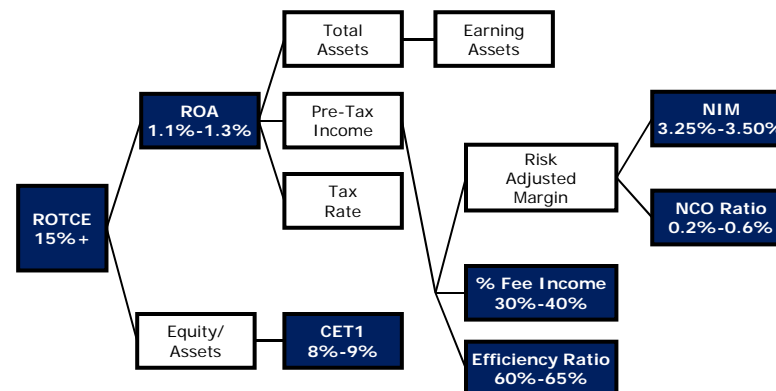 Total
Assets
Earning
Assets
ROA
1.1%-1.3%
Pre-Tax
Income
NIM
3.25%-3.50%
Risk
Adjusted
Margin
Tax
Rate
ROTCE
15%+
NCO Ratio
0.2%-0.6%
% Fee Income
30%-40%
Equity/
Assets
CET1
8%-9%
Efficiency Ratio
60%-65%